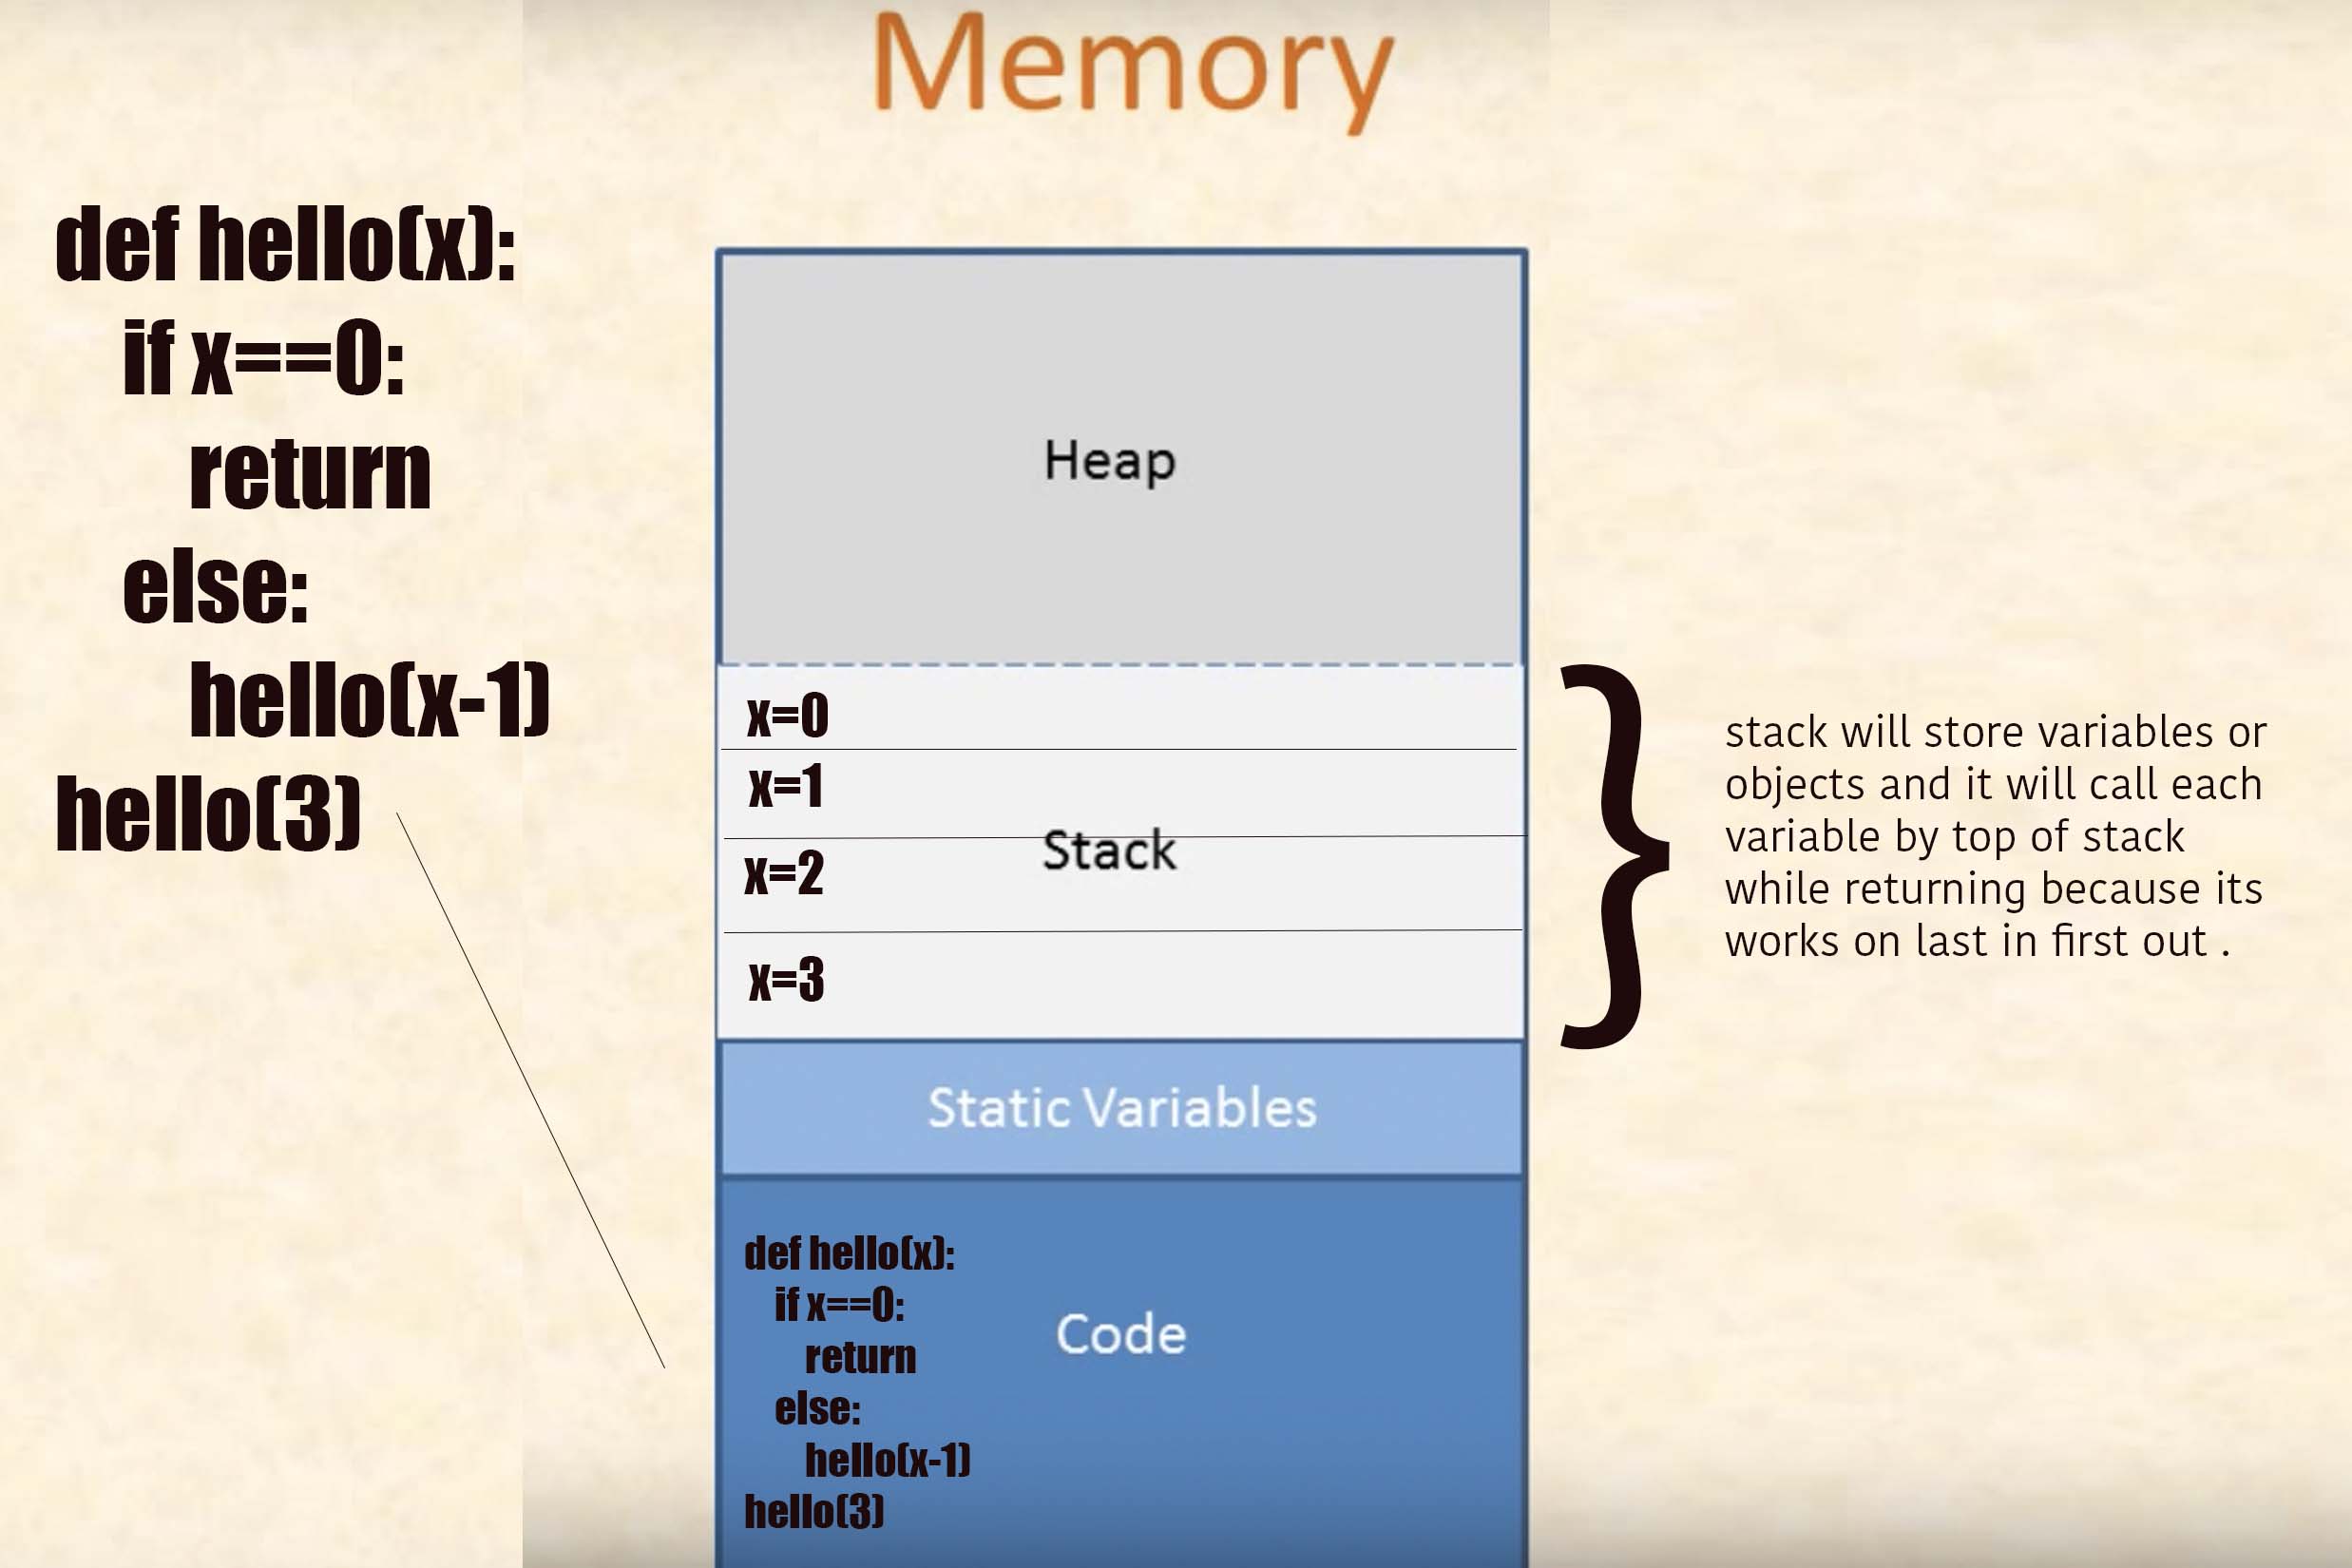 Memory
def hello(x):
if x==0:
return
else:
hello(x-1)
hello(3)
Heap
x=0
x=1
Stack
x=2
x=3
stack will store variables or
objects and it will call each
variable by top of stack
while returning because its
works on last in first out .
Static Variables
Code
def hello(x):
if x==0:
return
else:
hello(x-1)
hello(3)